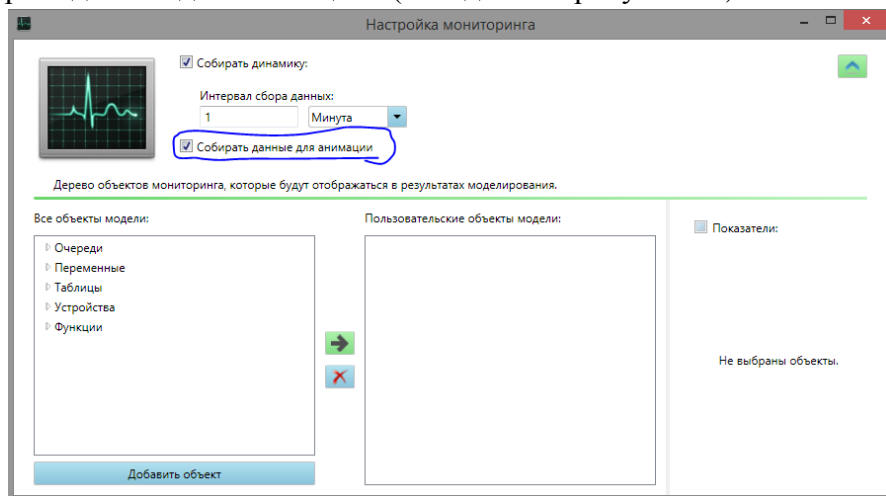 Настройка мониторинга
Собирать динамику:
Интервал сбора данных:
1 Минута
Собирать данные для анимации
Дерево объектов мониторинга, которые будут отображаться в результатах моделирования.
Все объекты модели: Пользовательские объекты модели: Показатели:
Очереди
Переменные
Таблицы
Устройства
Функции
Не выбраны объекты.
Добавить объект